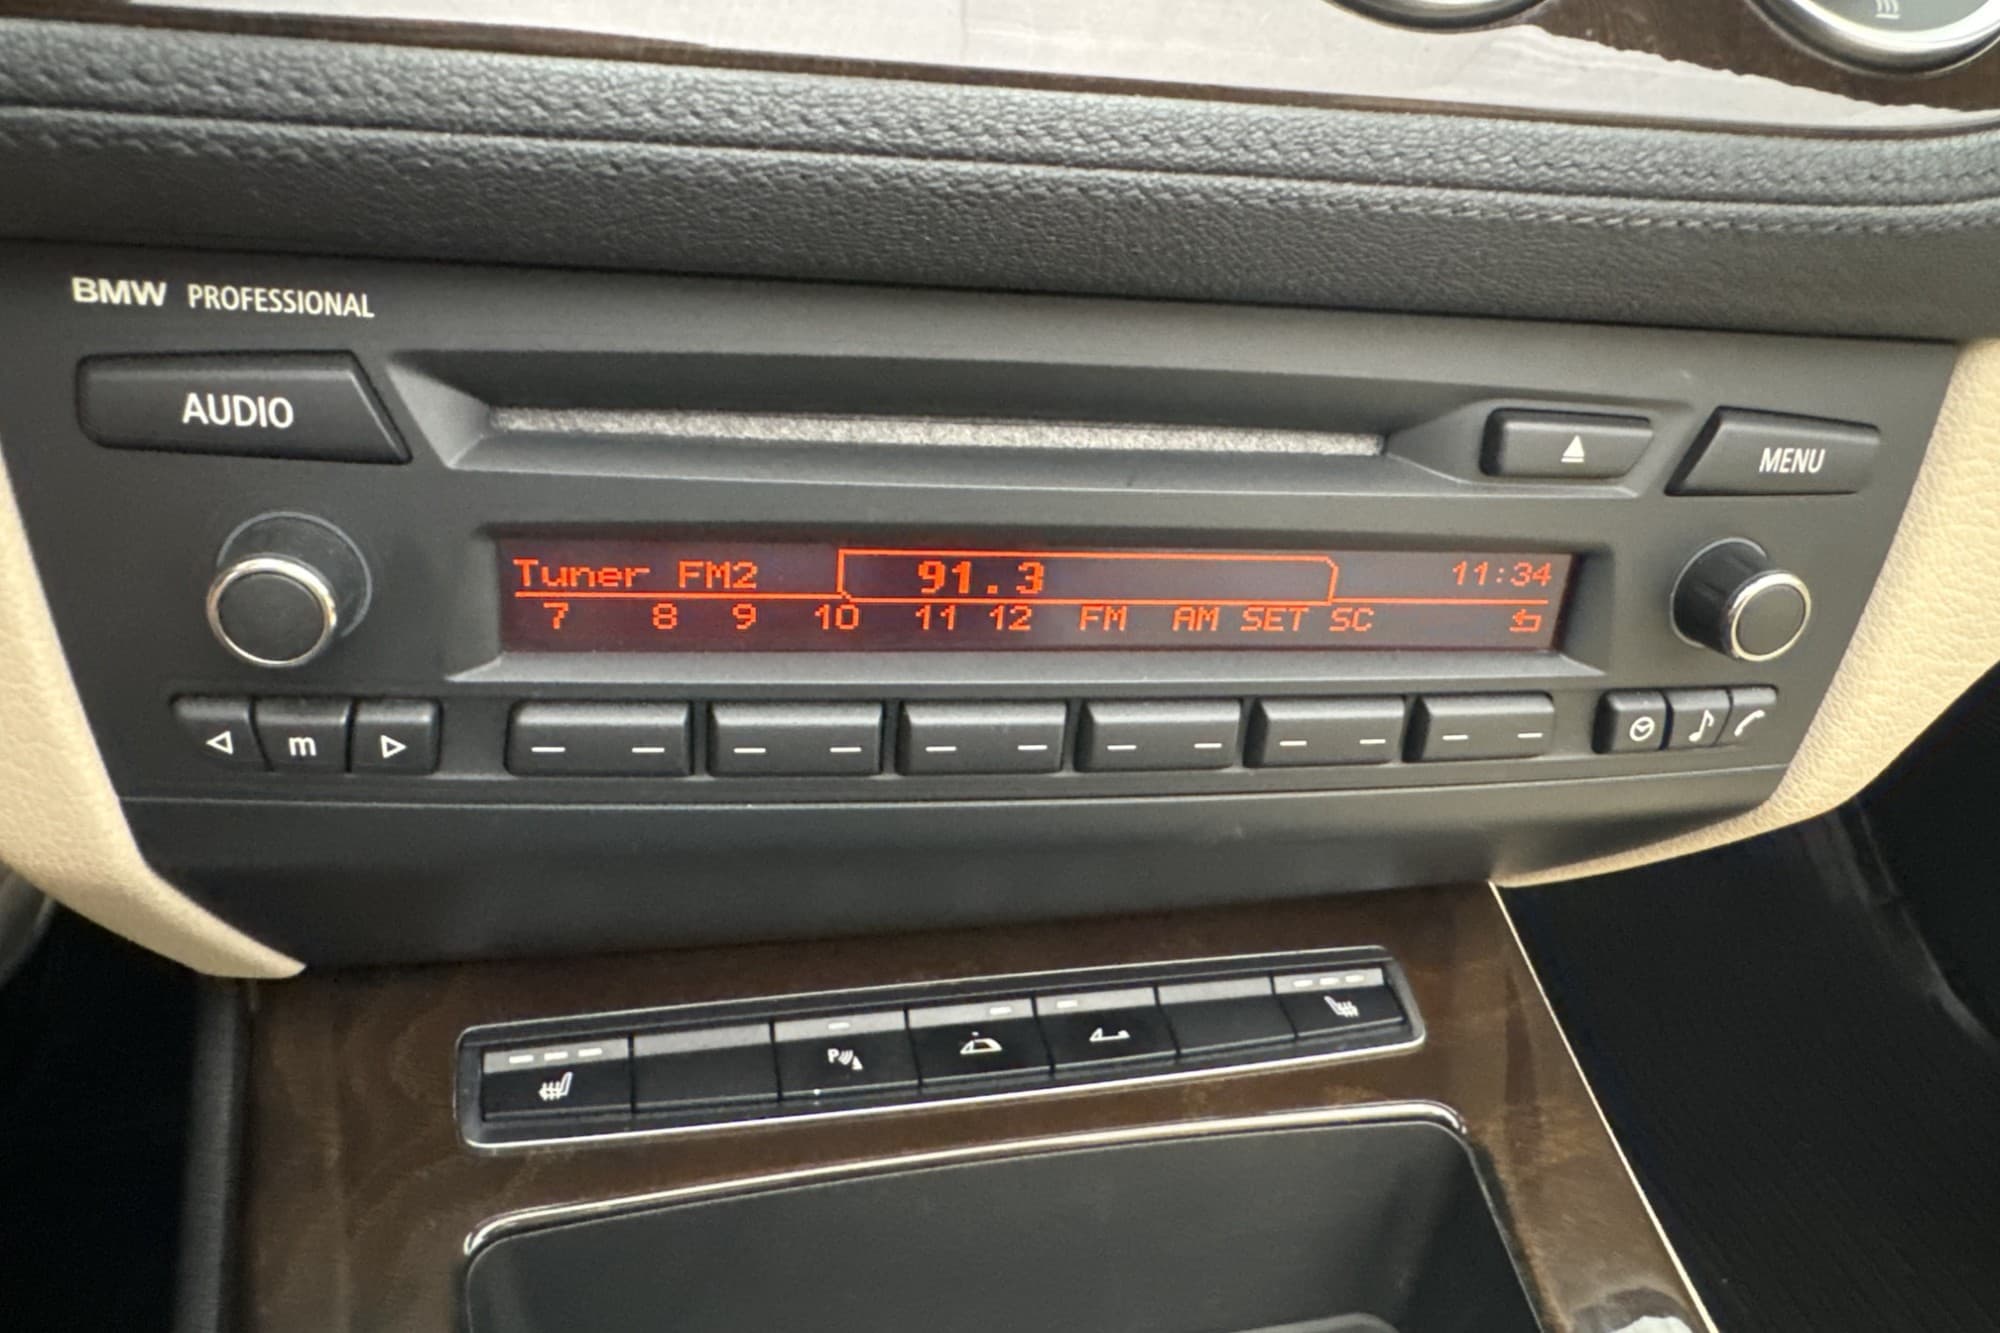 BMW PROFESSIONAL
AUDIO
MENU
Tuner FM2 91.3 11:34
7 8 9 10 11 12 FM AM SET SC
m
P